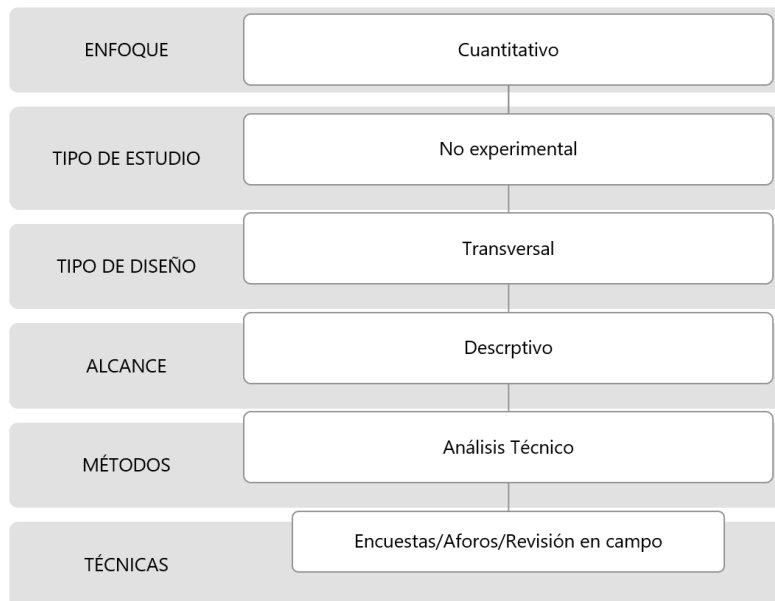 ENFOQUE
Cuantitativo
TIPO DE ESTUDIO
No experimental
TIPO DE DISEÑO
Transversal
ALCANCE
Descrptivo
MÉTODOS
Análisis Técnico
TÉCNICAS
Encuestas/Aforos/Revisión en campo